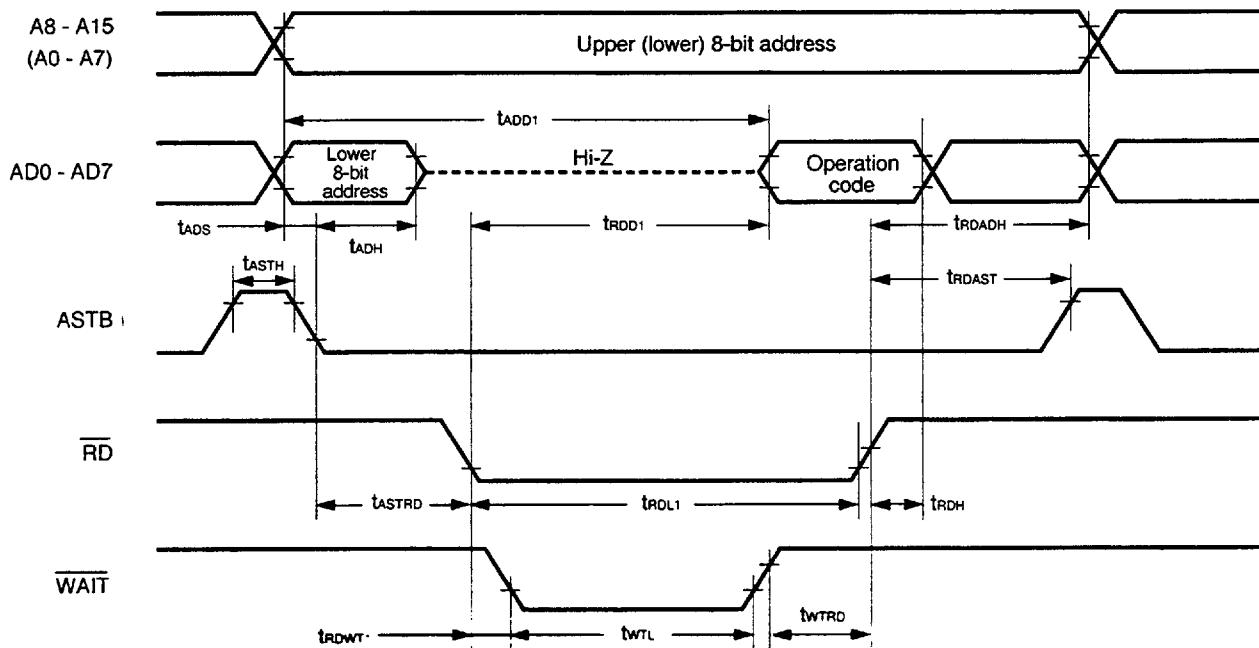 A8 - A15
(A0 - A7)
Upper (lower) 8-bit address
tADD1
AD0 - AD7
Lower
8-bit
address
Hi-Z
Operation
code
tADS
tADH
tRDD1
tRDADH
tASTH
tRDAST
ASTB
RD
tASTRD
tRDL1
tRDH
WAIT
tRDWT
tWTL
tWTRD